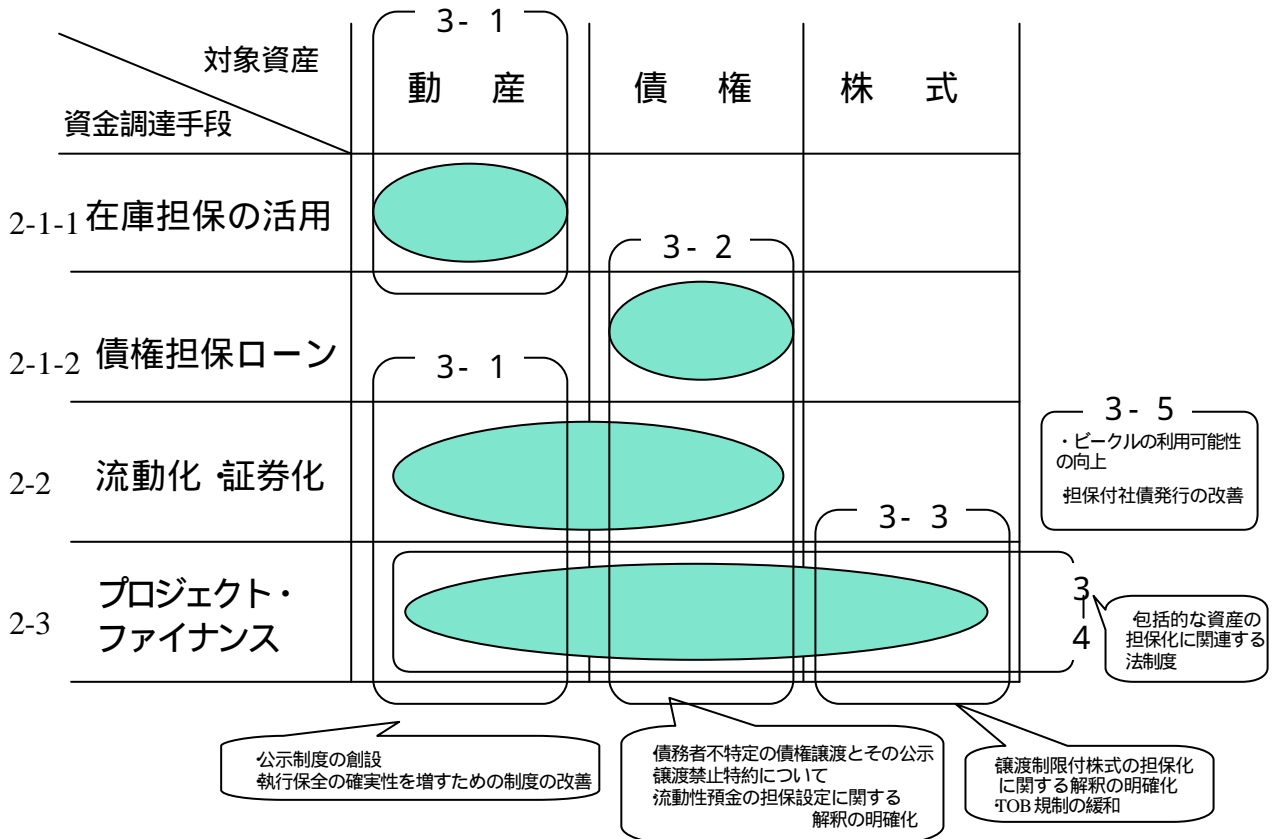 3- 1
対象資産
資金調達手段
動 産
債 権
株 式
2-1-1 在庫担保の活用
3- 2
2-1-2 債権担保ローン
3- 1
3- 5
・ビークルの利用可能性
の向上
・担保付社債発行の改善
2-2 流動化・証券化
3- 3
2-3 プロジェクト・
ファイナンス
3-4
包括的な資産の
担保化に関連する
法制度
・公示制度の創設
・執行保全の確実性を増すための制度の改善
・債務者不特定の債権譲渡とその公示
・譲渡禁止特約について
・流動性預金の担保設定に関する
解釈の明確化
・譲渡制限付株式の担保化
に関する解釈の明確化
・TOB規制の緩和